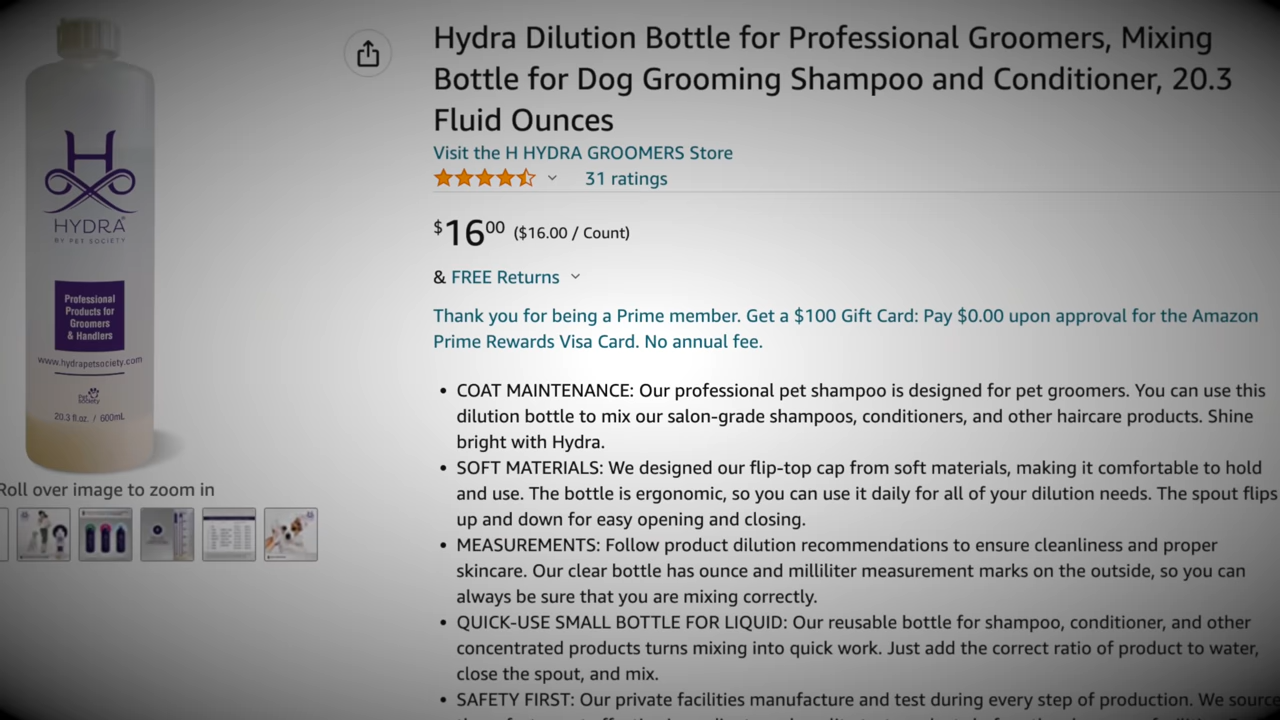 H
HYDRA
BY PET SOCIETY
Professional
Products for
Groomers
& Handlers
www.hydrapetsociety.com
Pet
Society
20.3 fl.oz. / 600mL
Roll over image to zoom in
Hydra Dilution Bottle for Professional Groomers, Mixing
Bottle for Dog Grooming Shampoo and Conditioner, 20.3
Fluid Ounces
Visit the H HYDRA GROOMERS Store
31 ratings
$1600 ($16.00 / Count)
& FREE Returns
Thank you for being a Prime member. Get a $100 Gift Card: Pay $0.00 upon approval for the Amazon
Prime Rewards Visa Card. No annual fee.
• COAT MAINTENANCE: Our professional pet shampoo is designed for pet groomers. You can use this
dilution bottle to mix our salon-grade shampoos, conditioners, and other haircare products. Shine
bright with Hydra.
• SOFT MATERIALS: We designed our flip-top cap from soft materials, making it comfortable to hold
and use. The bottle is ergonomic, so you can use it daily for all of your dilution needs. The spout flips
up and down for easy opening and closing.
• MEASUREMENTS: Follow product dilution recommendations to ensure cleanliness and proper
skincare. Our clear bottle has ounce and milliliter measurement marks on the outside, so you can
always be sure that you are mixing correctly.
• QUICK-USE SMALL BOTTLE FOR LIQUID: Our reusable bottle for shampoo, conditioner, and other
concentrated products turns mixing into quick work. Just add the correct ratio of product to water,
close the spout, and mix.
• SAFETY FIRST: Our private facilities manufacture and test during every step of production. We source